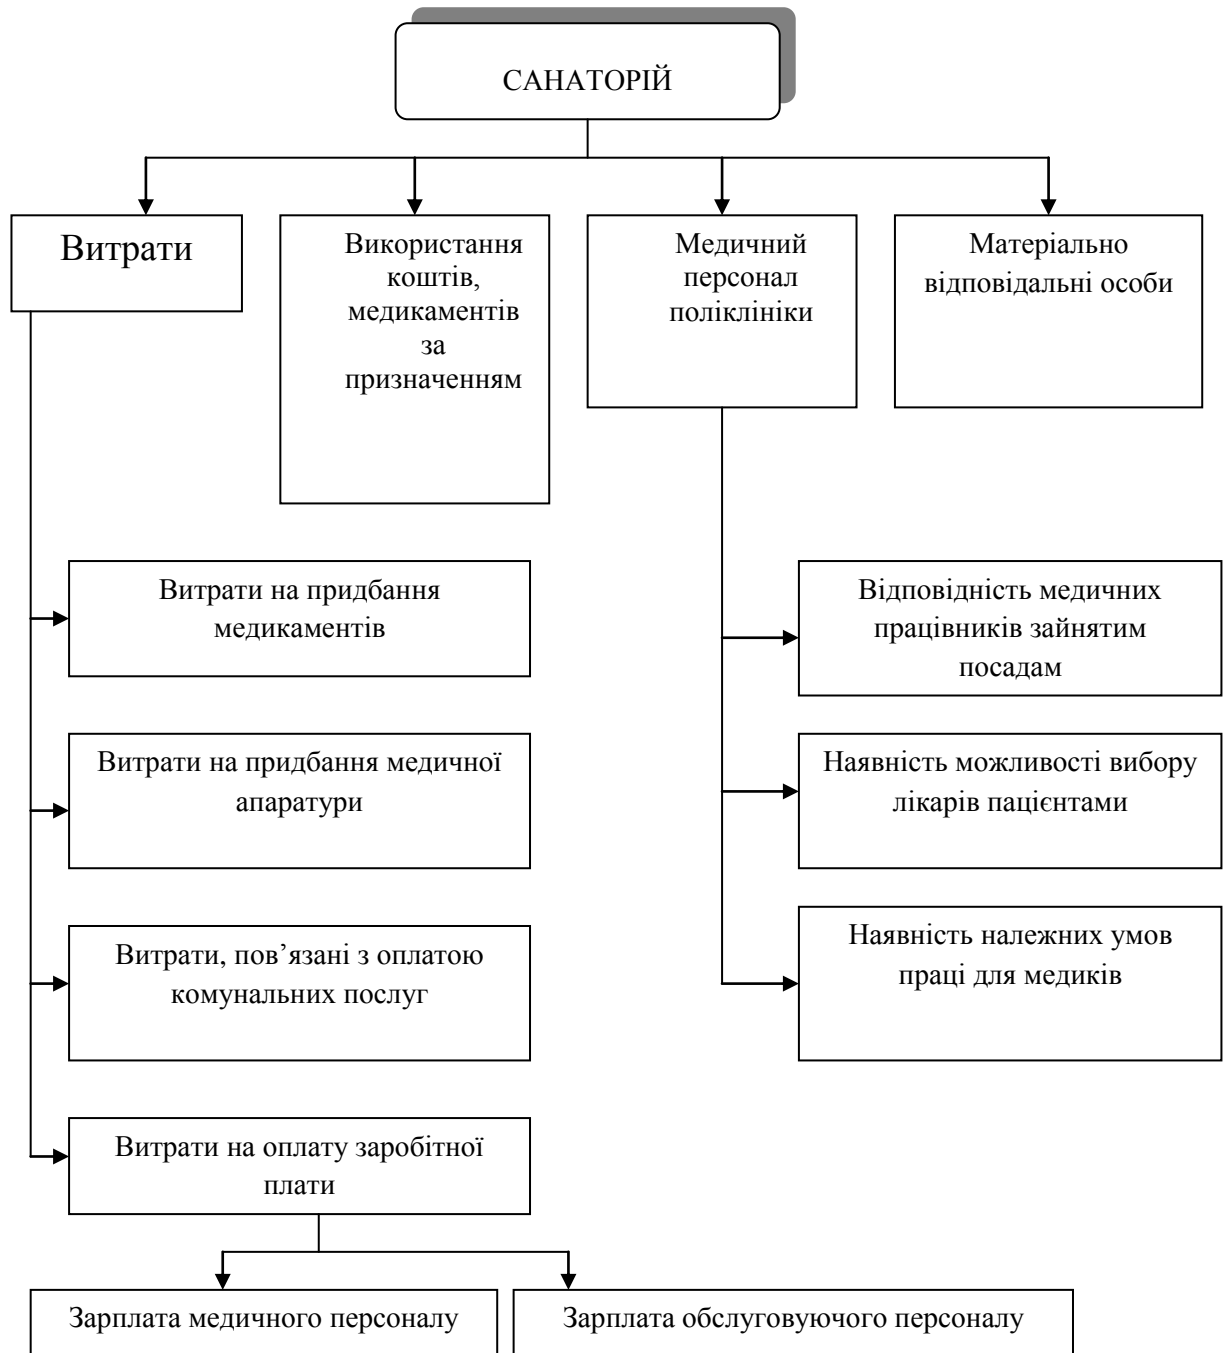 САНАТОРІЙ
Витрати
Використання
коштів,
медикаментів
за
призначенням
Медичний
персонал
поліклініки
Матеріально
відповідальні особи
Витрати на придбання
медикаментів
Відповідність медичних
працівників зайнятим
посадам
Витрати на придбання медичної
апаратури
Наявність можливості вибору
лікарів пацієнтами
Витрати, пов’язані з оплатою
комунальних послуг
Наявність належних умов
праці для медиків
Витрати на оплату заробітної
плати
Зарплата медичного персоналу
Зарплата обслуговуючого персоналу